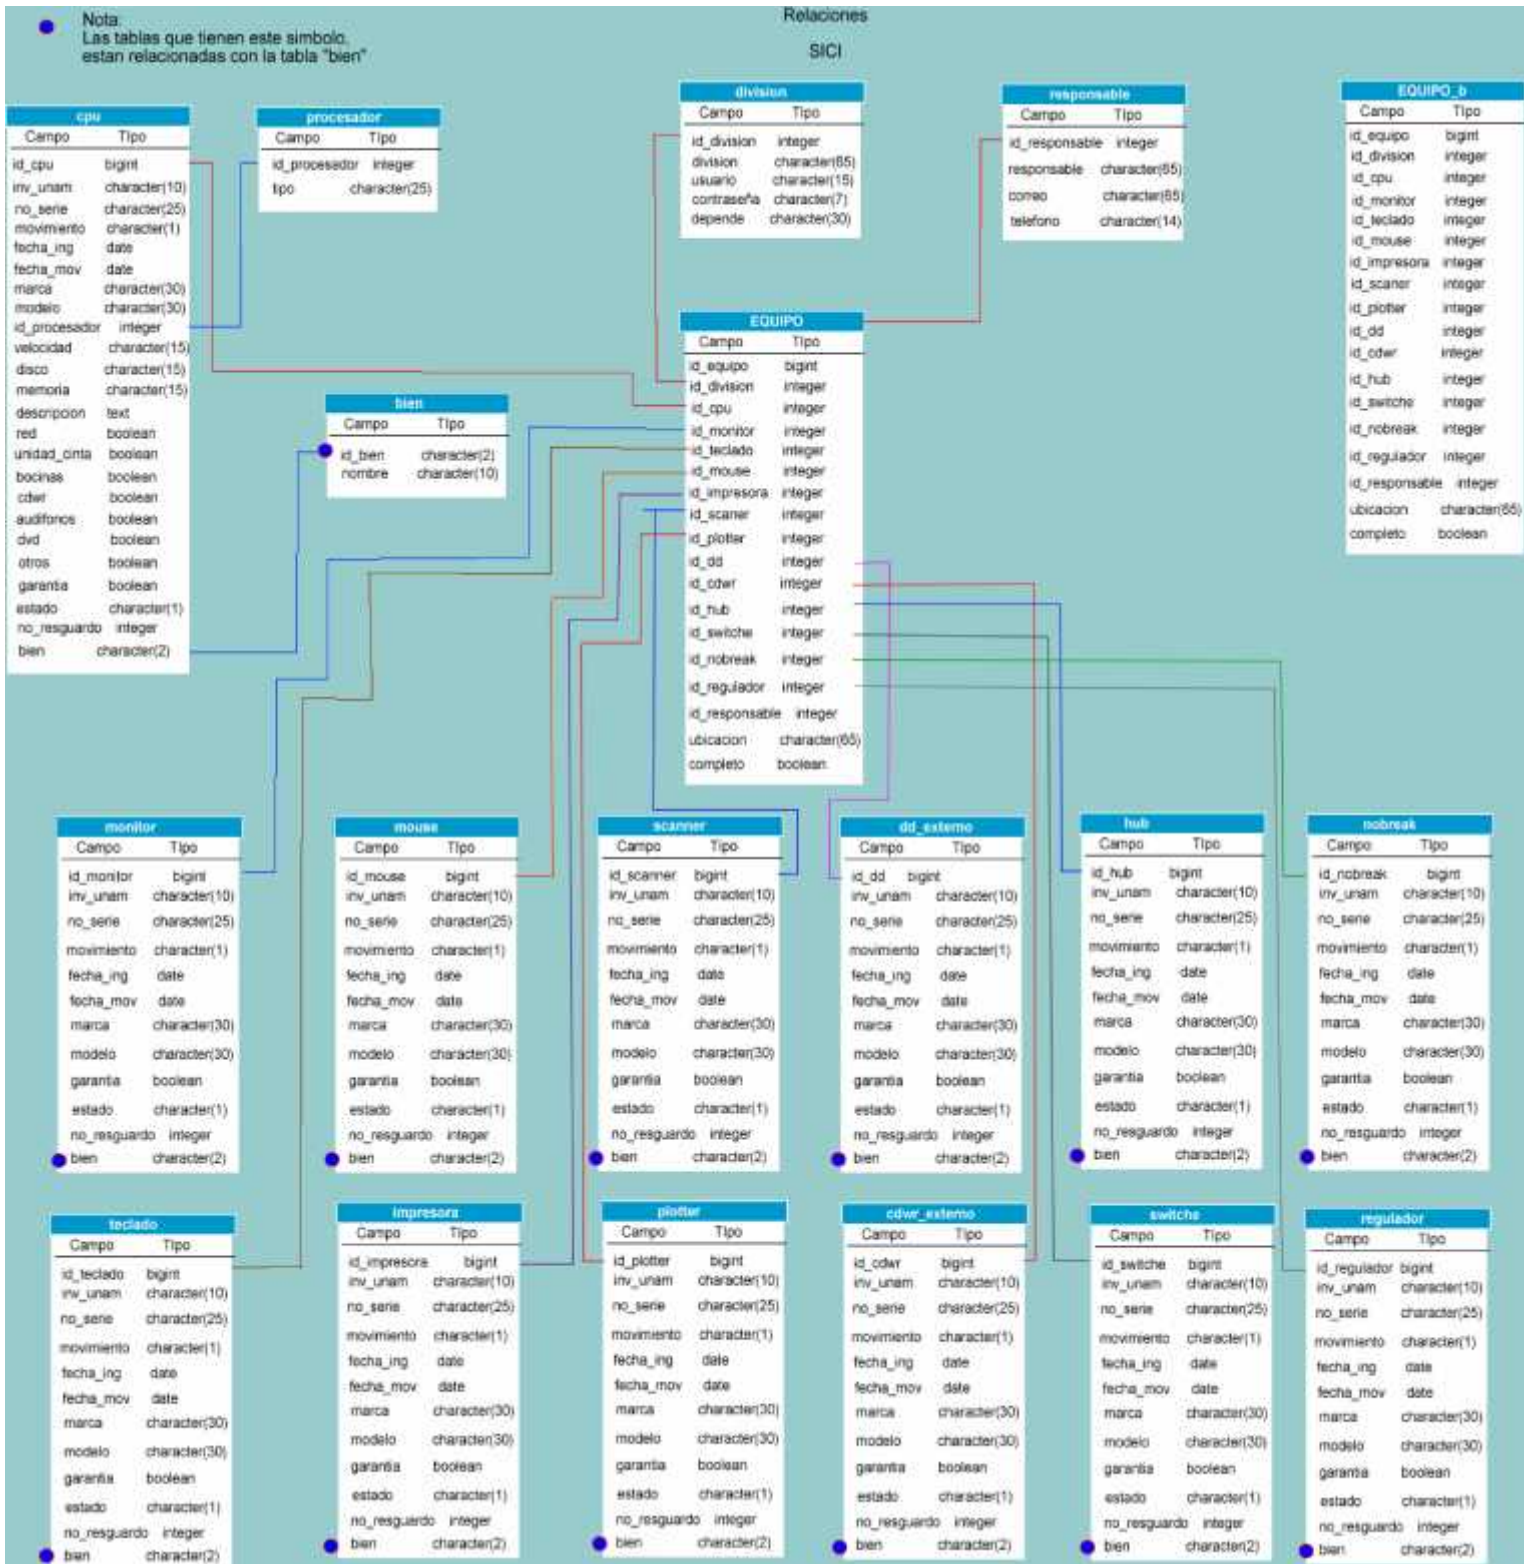 Relaciones
SICI
Nota:
Las tablas que tienen este simbolo,
estan relacionadas con la tabla "bien"
cpu
Campo Tipo
id_cpu bigint
inv_unam character(10)
no_serie character(25)
movimiento character(1)
fecha_ing date
fecha_mov date
marca character(30)
modelo character(30)
id_procesador integer
velocidad character(15)
disco character(15)
memoria character(15)
descripcion text
red boolean
unidad_cinta boolean
bocinas boolean
cdwr boolean
audifonos boolean
dvd boolean
otros boolean
garantia boolean
estado character(1)
no_resguardo integer
bien character(2)
procesador
Campo Tipo
id_procesador integer
tipo character(25)
division
Campo Tipo
id_division integer
division character(65)
usuario character(15)
contraseña character(7)
depende character(30)
responsable
Campo Tipo
id_responsable integer
responsable character(65)
correo character(65)
telefono character(14)
EQUIPO_b
Campo Tipo
id_equipo bigint
id_division integer
id_cpu integer
id_monitor integer
id_teclado integer
id_mouse integer
id_impresora integer
id_scaner integer
id_plotter integer
id_dd integer
id_cdwr integer
id_hub integer
id_switche integer
id_nobreak integer
id_regulador integer
id_responsable integer
ubicacion character(65)
completo boolean
bien
Campo Tipo
id_bien character(2)
nombre character(10)
EQUIPO
Campo Tipo
id_equipo bigint
id_division integer
id_cpu integer
id_monitor integer
id_teclado integer
id_mouse integer
id_impresora integer
id_scaner integer
id_plotter integer
id_dd integer
id_cdwr integer
id_hub integer
id_switche integer
id_nobreak integer
id_regulador integer
id_responsable integer
ubicacion character(65)
completo boolean
monitor
Campo Tipo
id_monitor bigint
inv_unam character(10)
no_serie character(25)
movimiento character(1)
fecha_ing date
fecha_mov date
marca character(30)
modelo character(30)
garantia boolean
estado character(1)
no_resguardo integer
bien character(2)
mouse
Campo Tipo
id_mouse bigint
inv_unam character(10)
no_serie character(25)
movimiento character(1)
fecha_ing date
fecha_mov date
marca character(30)
modelo character(30)
garantia boolean
estado character(1)
no_resguardo integer
bien character(2)
scanner
Campo Tipo
id_scanner bigint
inv_unam character(10)
no_serie character(25)
movimiento character(1)
fecha_ing date
fecha_mov date
marca character(30)
modelo character(30)
garantia boolean
estado character(1)
no_resguardo integer
bien character(2)
dd_externo
Campo Tipo
id_dd bigint
inv_unam character(10)
no_serie character(25)
movimiento character(1)
fecha_ing date
fecha_mov date
marca character(30)
modelo character(30)
garantia boolean
estado character(1)
no_resguardo integer
bien character(2)
hub
Campo Tipo
id_hub bigint
inv_unam character(10)
no_serie character(25)
movimiento character(1)
fecha_ing date
fecha_mov date
marca character(30)
modelo character(30)
garantia boolean
estado character(1)
no_resguardo integer
bien character(2)
nobreak
Campo Tipo
id_nobreak bigint
inv_unam character(10)
no_serie character(25)
movimiento character(1)
fecha_ing date
fecha_mov date
marca character(30)
modelo character(30)
garantia boolean
estado character(1)
no_resguardo integer
bien character(2)
teclado
Campo Tipo
id_teclado bigint
inv_unam character(10)
no_serie character(25)
movimiento character(1)
fecha_ing date
fecha_mov date
marca character(30)
modelo character(30)
garantia boolean
estado character(1)
no_resguardo integer
bien character(2)
impresora
Campo Tipo
id_impresora bigint
inv_unam character(10)
no_serie character(25)
movimiento character(1)
fecha_ing date
fecha_mov date
marca character(30)
modelo character(30)
garantia boolean
estado character(1)
no_resguardo integer
bien character(2)
plotter
Campo Tipo
id_plotter bigint
inv_unam character(10)
no_serie character(25)
movimiento character(1)
fecha_ing date
fecha_mov date
marca character(30)
modelo character(30)
garantia boolean
estado character(1)
no_resguardo integer
bien character(2)
cdwr_externo
Campo Tipo
id_cdwr bigint
inv_unam character(10)
no_serie character(25)
movimiento character(1)
fecha_ing date
fecha_mov date
marca character(30)
modelo character(30)
garantia boolean
estado character(1)
no_resguardo integer
bien character(2)
switche
Campo Tipo
id_switche bigint
inv_unam character(10)
no_serie character(25)
movimiento character(1)
fecha_ing date
fecha_mov date
marca character(30)
modelo character(30)
garantia boolean
estado character(1)
no_resguardo integer
bien character(2)
regulador
Campo Tipo
id_regulador bigint
inv_unam character(10)
no_serie character(25)
movimiento character(1)
fecha_ing date
fecha_mov date
marca character(30)
modelo character(30)
garantia boolean
estado character(1)
no_resguardo integer
bien character(2)